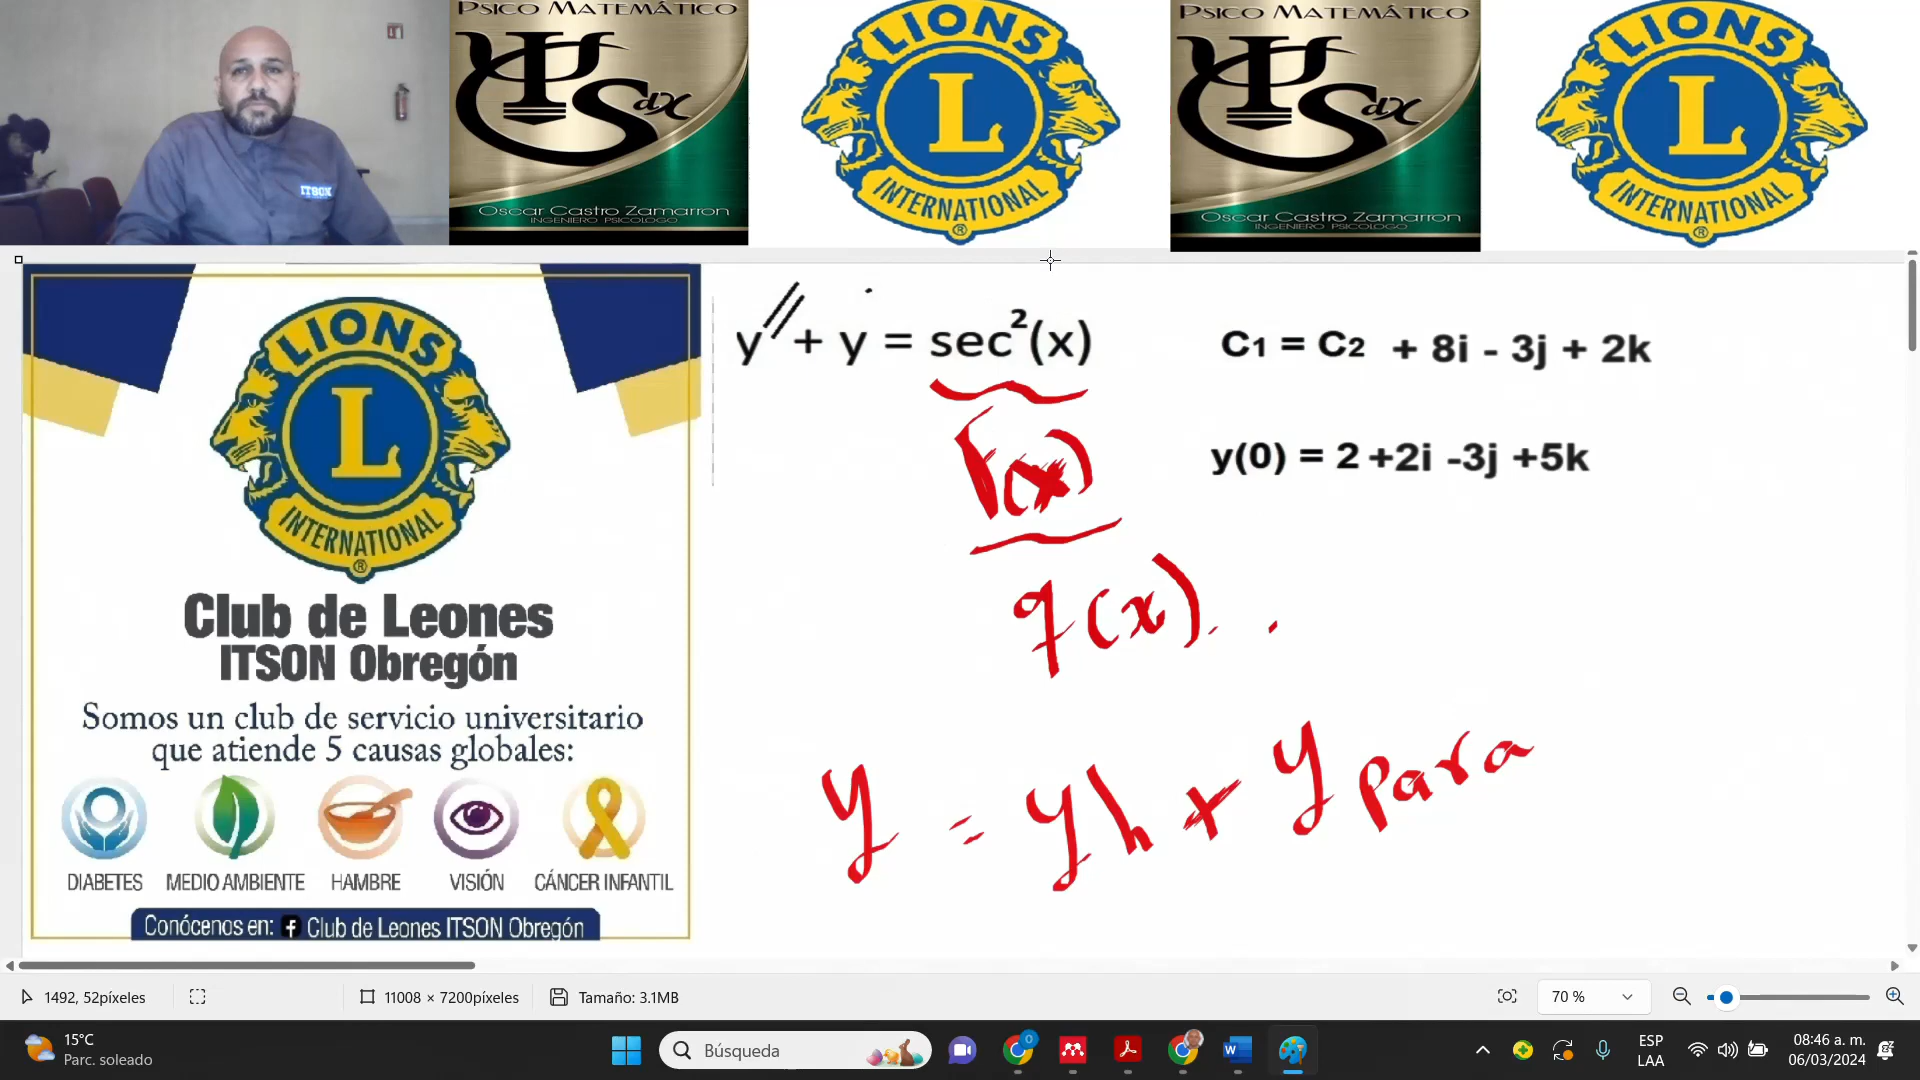 PSICO MATEMÁTICO
dx
Oscar Castro Zamarron
INGENIERO PSICOLOGO
LIONS
L
INTERNATIONAL
®
PSICO MATEMÁTICO
dx
Oscar Castro Zamarron
INGENIERO PSICOLOGO
LIONS
L
INTERNATIONAL
®
ITSON
LIONS
L
INTERNATIONAL
®
Club de Leones
ITSON Obregón
Somos un club de servicio universitario
que atiende 5 causas globales:
DIABETES MEDIO AMBIENTE HAMBRE VISIÓN CÁNCER INFANTIL
Conócenos en: f Club de Leones ITSON Obregón
y'' + y = sec²(x)
C1 = C2 + 8i - 3j + 2k
y(0) = 2 +2i -3j +5k
q(x)
y = yh + y para
1492, 52píxeles
11008 × 7200píxeles
Tamaño: 3.1MB
70 %
15°C
Parc. soleado
Búsqueda
ESP
LAA
08:46 a. m.
06/03/2024